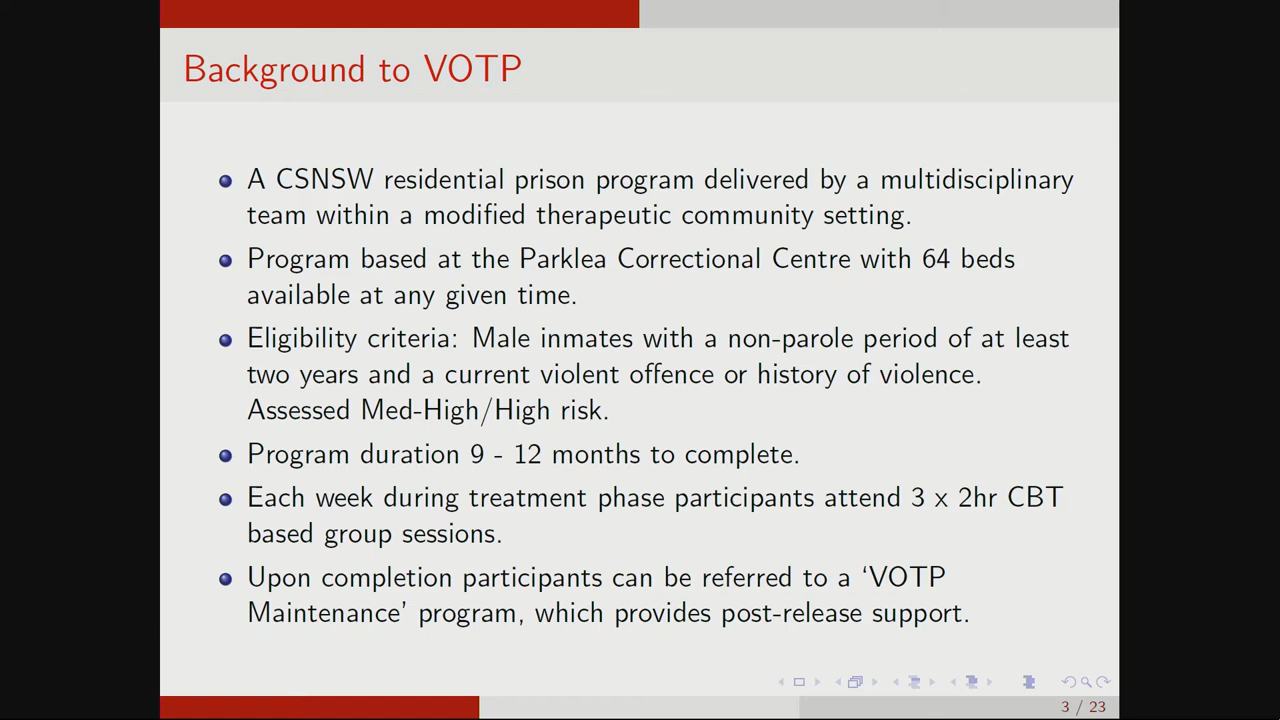 Background to VOTP
A CSNSW residential prison program delivered by a multidisciplinary
team within a modified therapeutic community setting.
Program based at the Parklea Correctional Centre with 64 beds
available at any given time.
Eligibility criteria: Male inmates with a non-parole period of at least
two years and a current violent offence or history of violence.
Assessed Med-High/High risk.
Program duration 9 - 12 months to complete.
Each week during treatment phase participants attend 3 x 2hr CBT
based group sessions.
Upon completion participants can be referred to a ‘VOTP
Maintenance’ program, which provides post-release support.
3 / 23